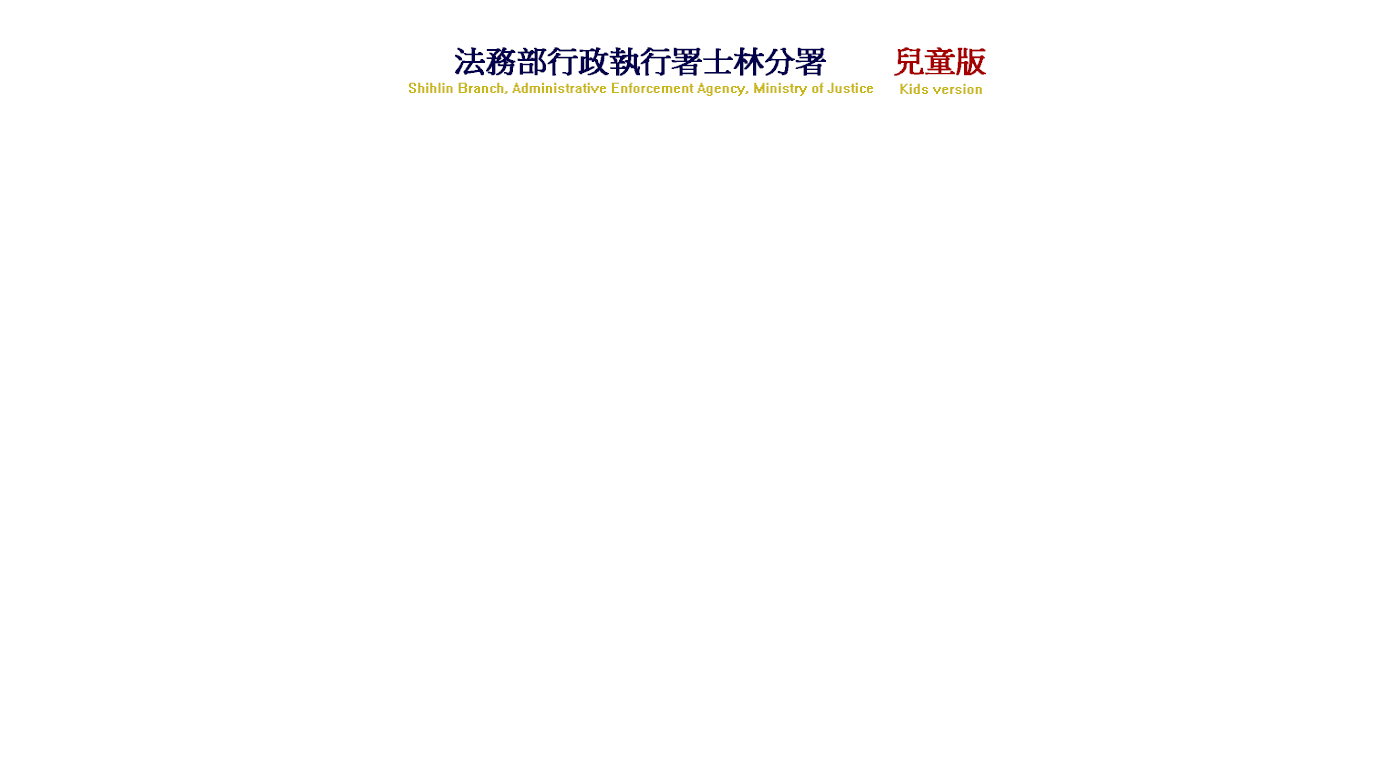 法務部行政執行署士林分署 兒童版
Shihlin Branch, Administrative Enforcement Agency, Ministry of Justice Kids version